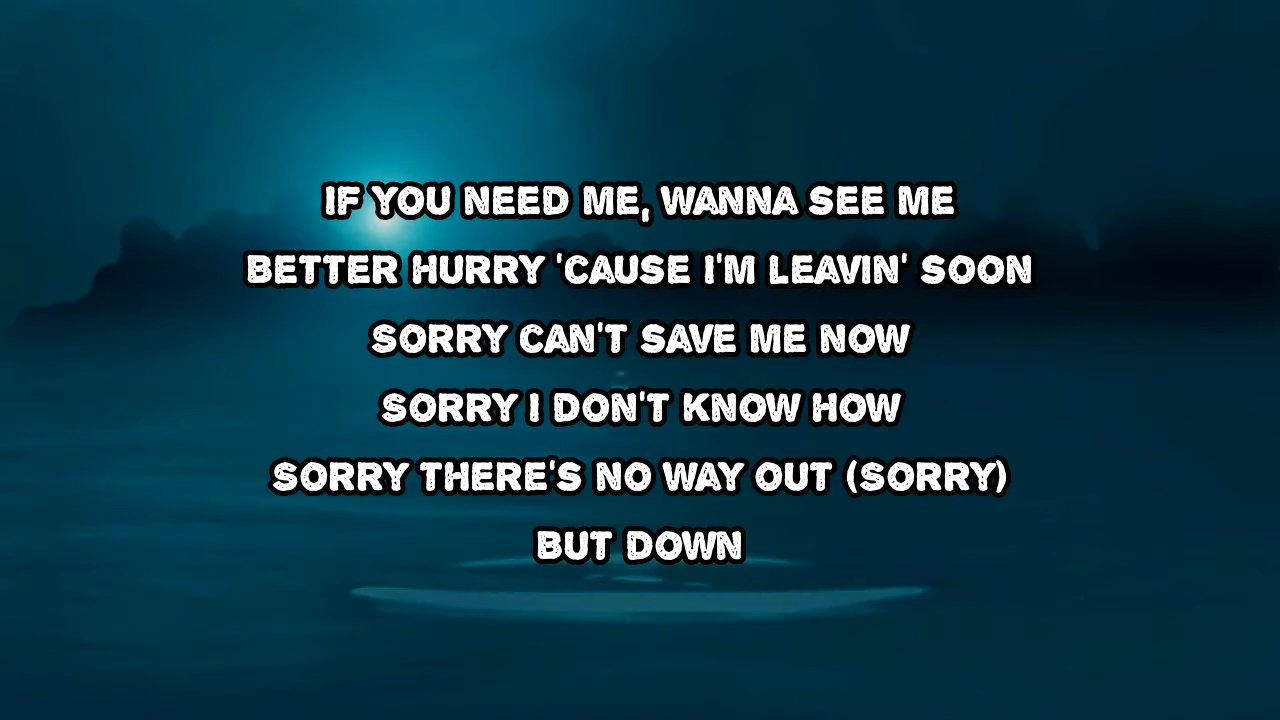 IF YOU NEED ME, WANNA SEE ME
BETTER HURRY 'CAUSE I'M LEAVIN' SOON
SORRY CAN'T SAVE ME NOW
SORRY I DON'T KNOW HOW
SORRY THERE'S NO WAY OUT (SORRY)
BUT DOWN